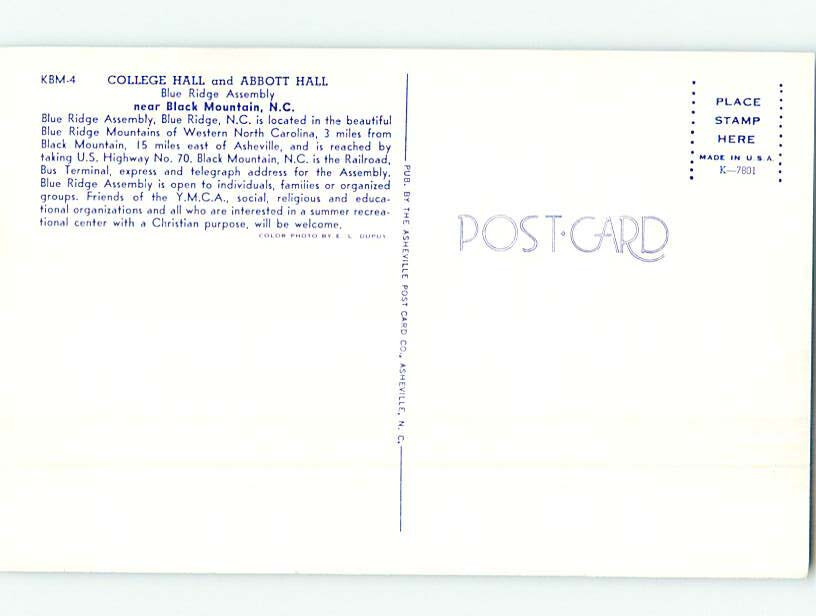 KBM-4 COLLEGE HALL and ABBOTT HALL
Blue Ridge Assembly
near Black Mountain, N.C.
Blue Ridge Assembly, Blue Ridge, N.C. is located in the beautiful
Blue Ridge Mountains of Western North Carolina, 3 miles from
Black Mountain, 15 miles east of Asheville, and is reached by
taking U.S. Highway No. 70. Black Mountain, N.C. is the Railroad,
Bus Terminal, express and telegraph address for the Assembly.
Blue Ridge Assembly is open to individuals, families or organized
groups. Friends of the Y.M.C.A., social, religious and educa-
tional organizations and all who are interested in a summer recrea-
tional center with a Christian purpose, will be welcome.
COLOR PHOTO BY E. L. DUPUY
PUB. BY THE ASHEVILLE POST CARD CO., ASHEVILLE, N. C.
POST·CARD
PLACE
STAMP
HERE
MADE IN U.S.A.
K—7801